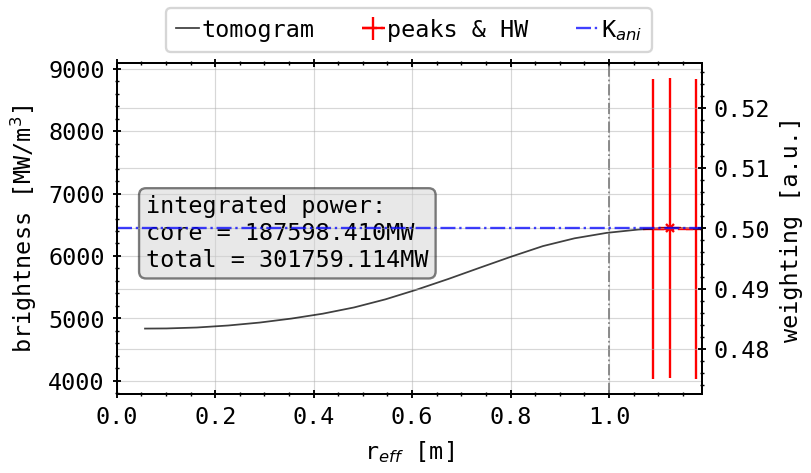 tomogram peaks & HW K_ani
9000
8000
7000
6000
5000
4000
brightness [MW/m³]
integrated power:
core = 187598.410MW
total = 301759.114MW
0.52
0.51
0.50
0.49
0.48
weighting [a.u.]
0.0 0.2 0.4 0.6 0.8 1.0
r_eff [m]